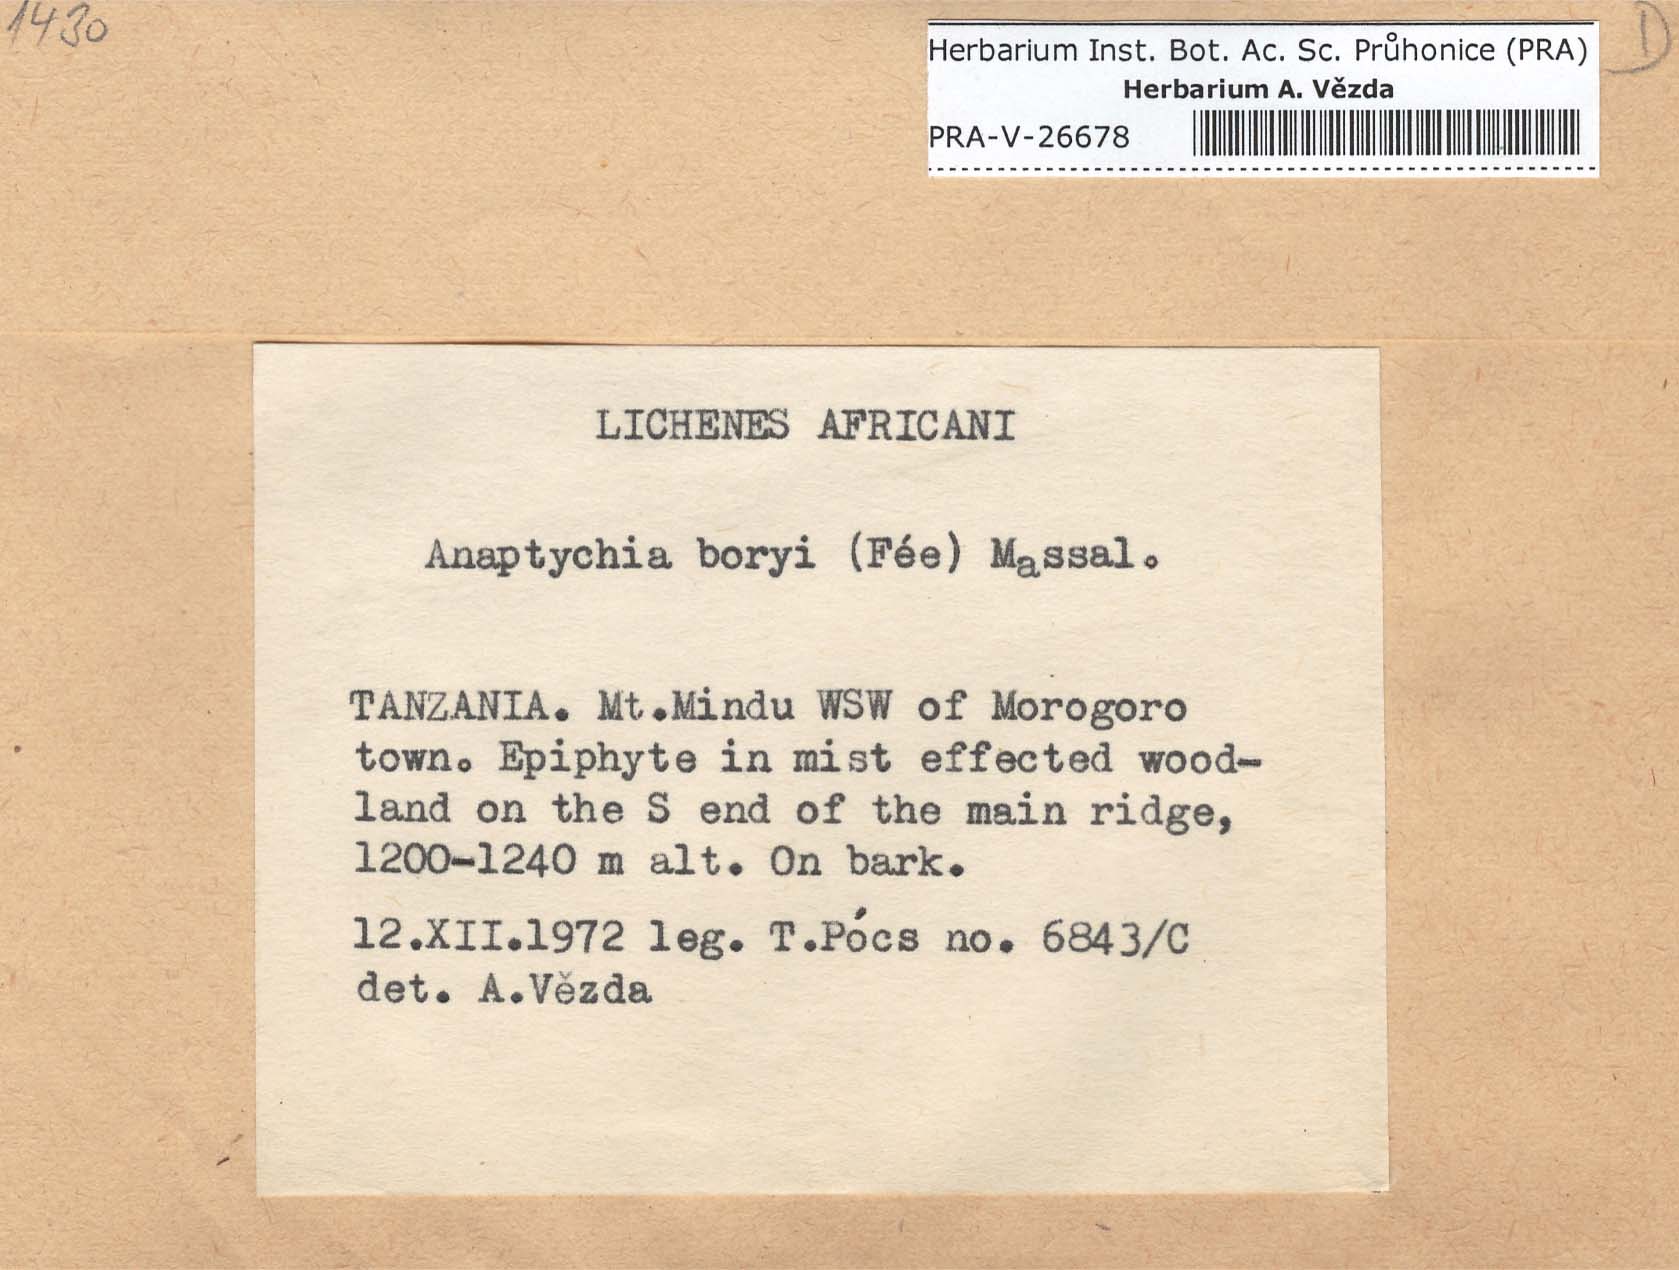 1430
D
Herbarium Inst. Bot. Ac. Sc. Průhonice (PRA)
Herbarium A. Vězda
PRA-V-26678
LICHENES AFRICANI
Anaptychia boryi (Fée) Massal.
TANZANIA. Mt.Mindu WSW of Morogoro
town. Epiphyte in mist effected wood-
land on the S end of the main ridge,
1200-1240 m alt. On bark.
12.XII.1972 leg. T.Pócs no. 6843/C
det. A.Vězda